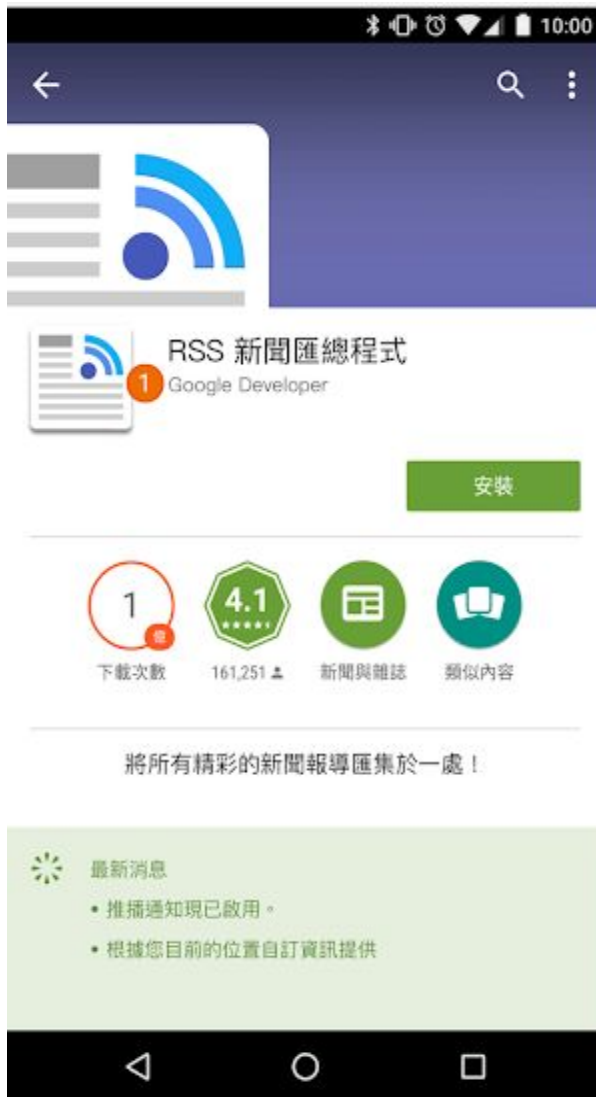 10:00
RSS 新聞匯總程式
1
Google Developer
安裝
1
億
4.1
下載次數
161,251
新聞與雜誌
類似內容
將所有精彩的新聞報導匯集於一處！
最新消息
• 推播通知現已啟用。
• 根據您目前的位置自訂資訊提供